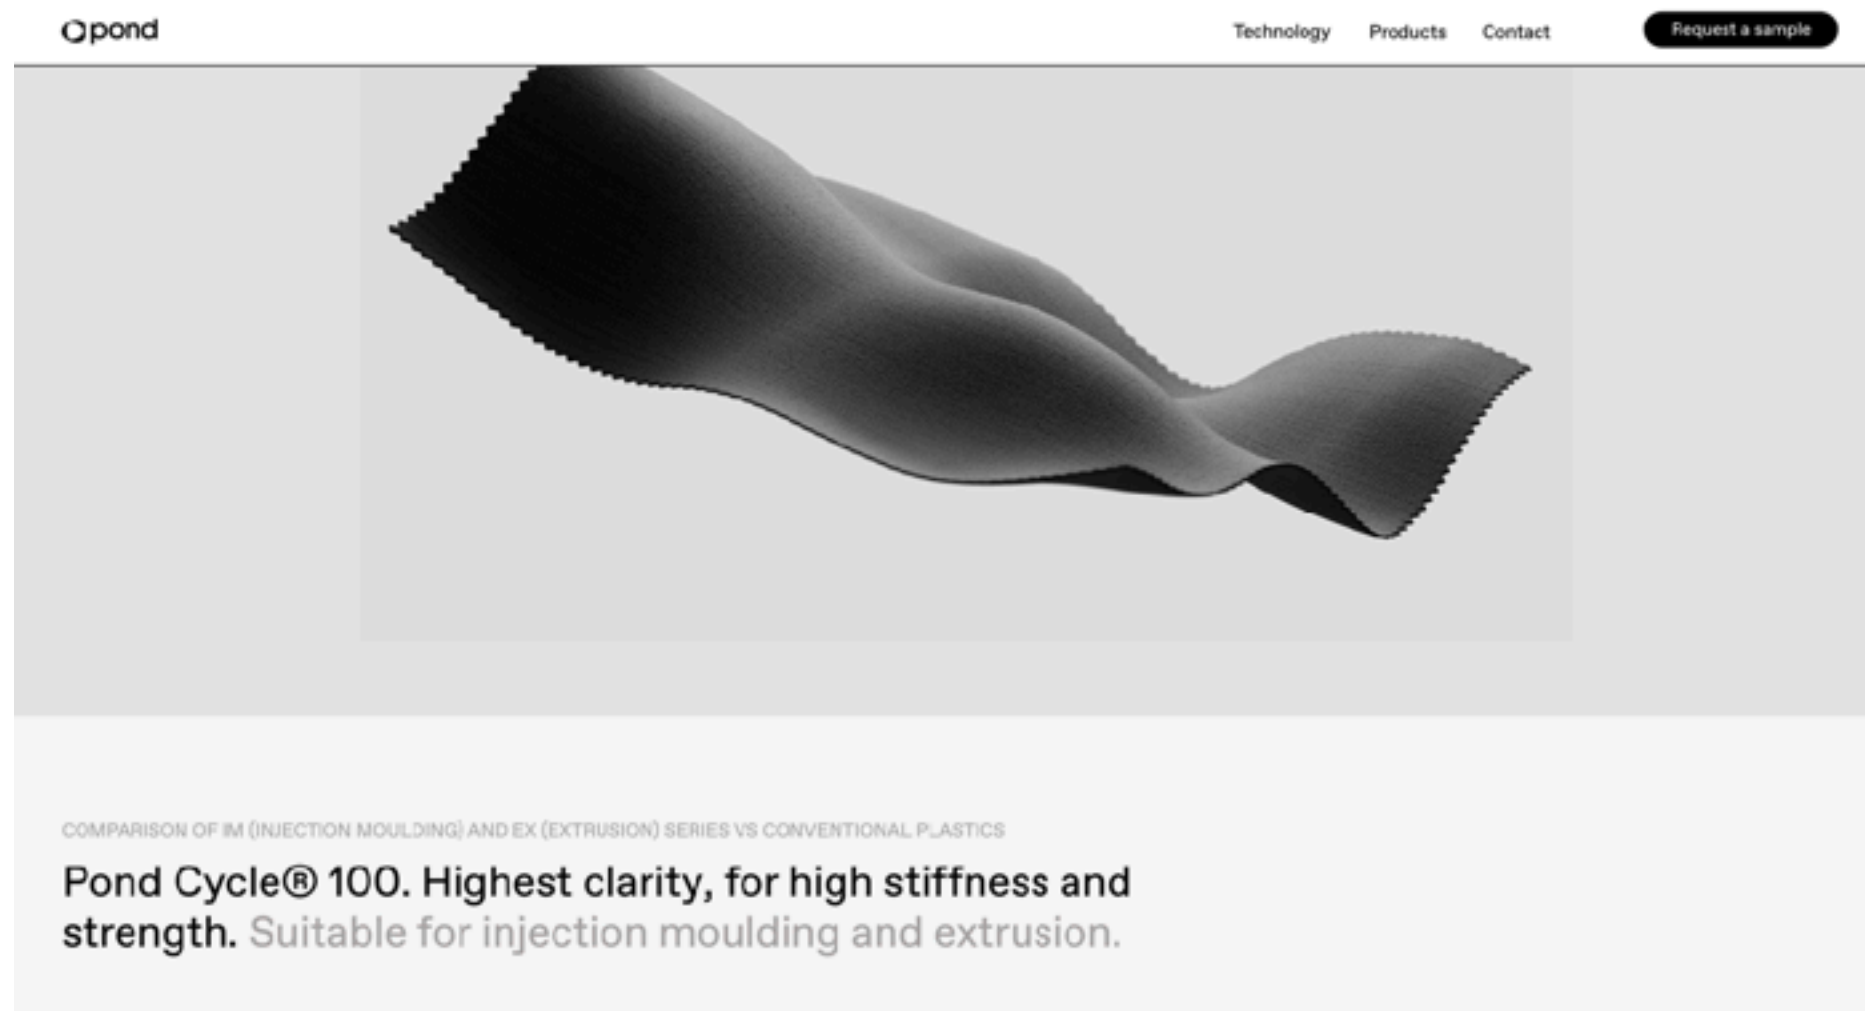 pond
Technology Products Contact Request a sample
COMPARISON OF IM (INJECTION MOULDING) AND EX (EXTRUSION) SERIES VS CONVENTIONAL PLASTICS
Pond Cycle® 100. Highest clarity, for high stiffness and
strength. Suitable for injection moulding and extrusion.